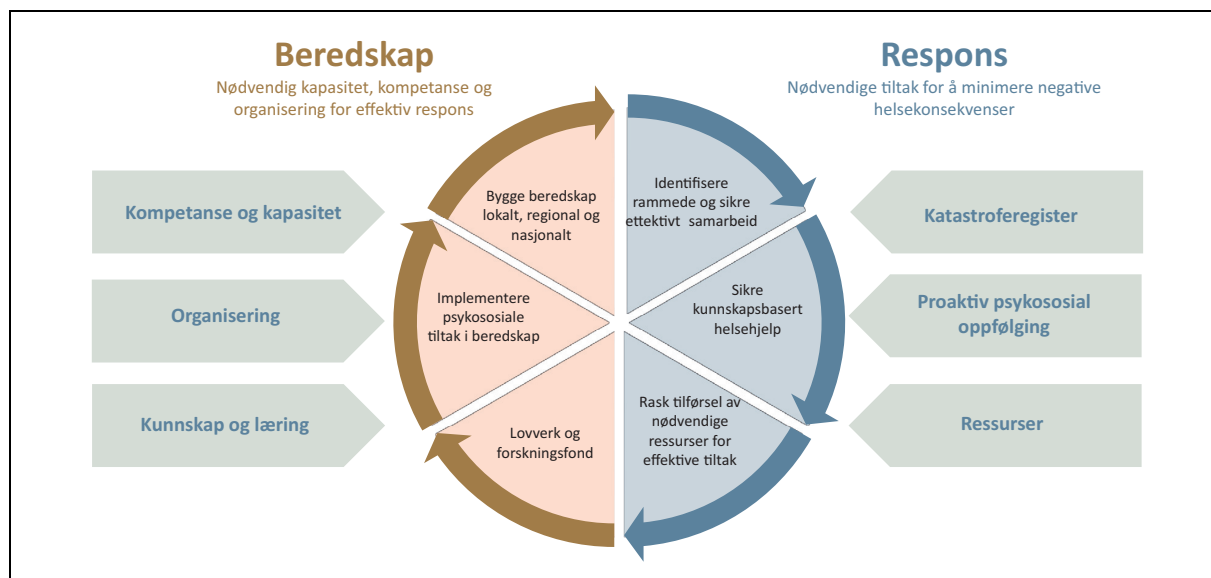 Beredskap
Nødvendig kapasitet, kompetanse og
organisering for effektiv respons
Respons
Nødvendige tiltak for å minimere negative
helsekonsekvenser
Kompetanse og kapasitet
Organisering
Kunnskap og læring
Bygge beredskap
lokalt, regional og
nasjonalt
Implementere
psykososiale
tiltak i beredskap
Lovverk og
forskningsfond
Identifisere
rammede og sikre
ettektivt samarbeid
Sikre
kunnskapsbasert
helsehjelp
Rask tilførsel av
nødvendige
ressurser for
effektive tiltak
Katastroferegister
Proaktiv psykososial
oppfølging
Ressurser